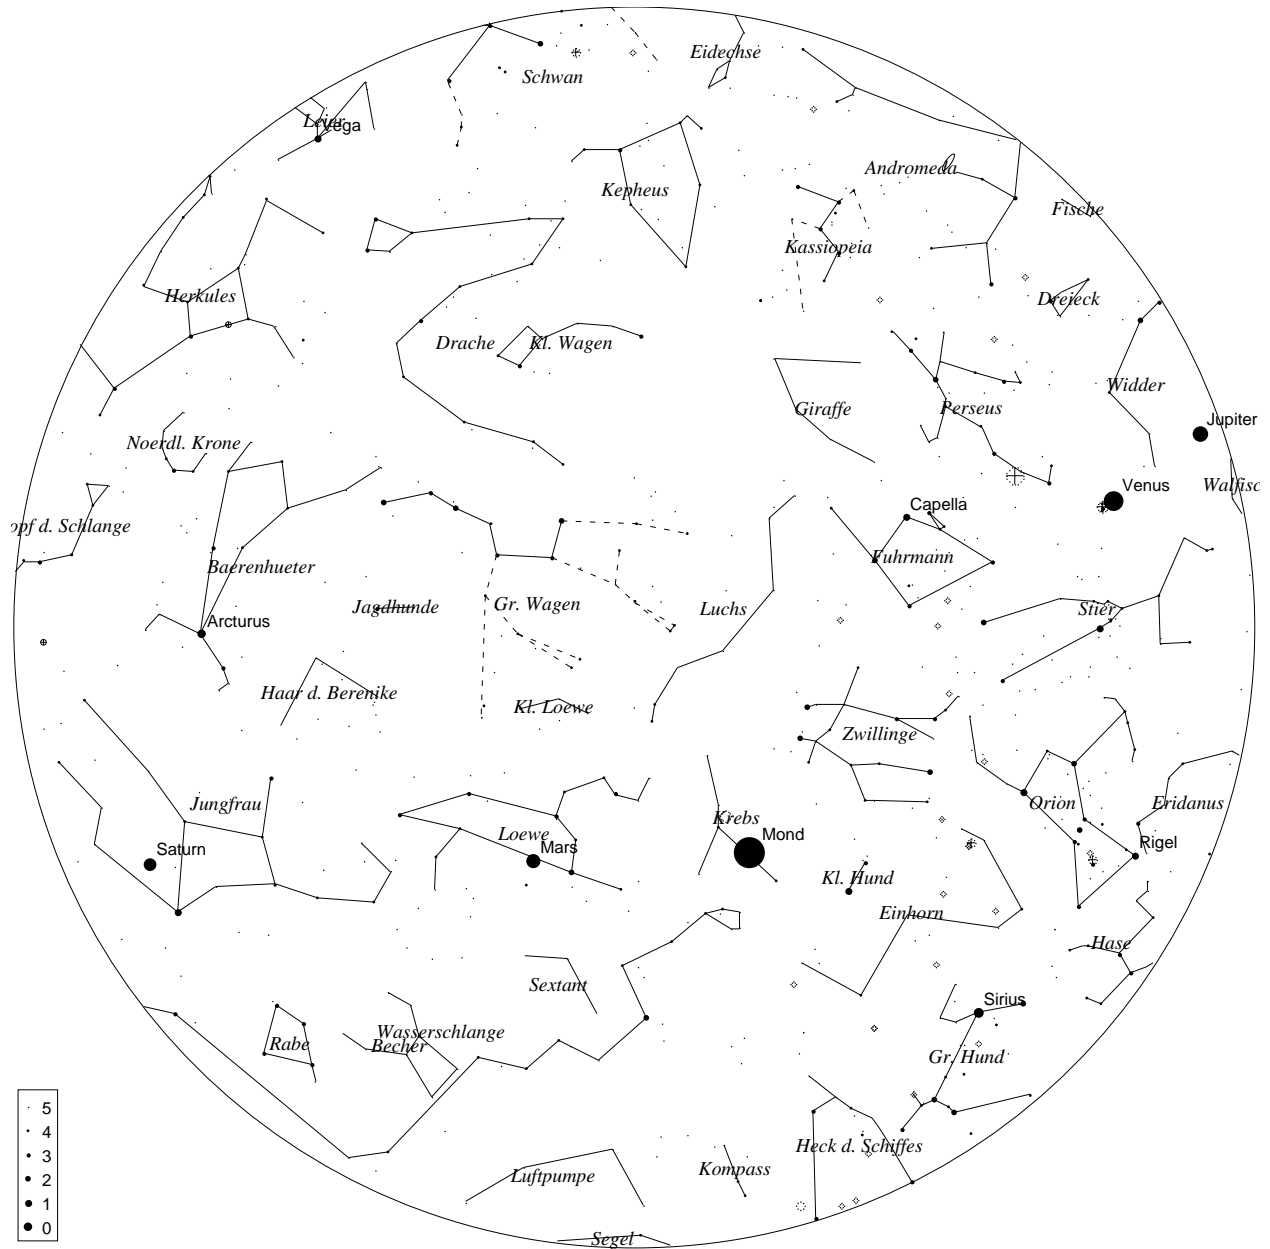 Eidechse
Schwan
Leier
Vega
Andromeda
Kepheus
Fische
Kassiopeia
Herkules
Dreieck
Drache
Kl. Wagen
Widder
Giraffe
Perseus
Jupiter
Noerdl. Krone
Venus
Walfisc
Capella
opf d. Schlange
Fuhrmann
Baerenhueter
Jagdhunde
Gr. Wagen
Luchs
Stier
Arcturus
Haar d. Berenike
Kl. Loewe
Zwillinge
Jungfrau
Orion
Eridanus
Krebs
Loewe
Mond
Saturn
Mars
Rigel
Kl. Hund
Einhorn
Hase
Sextant
Sirius
Wasserschlange
Rabe
Becher
Gr. Hund
5
4
3
2
1
0
Heck d. Schiffes
Kompass
Luftpumpe
Segel